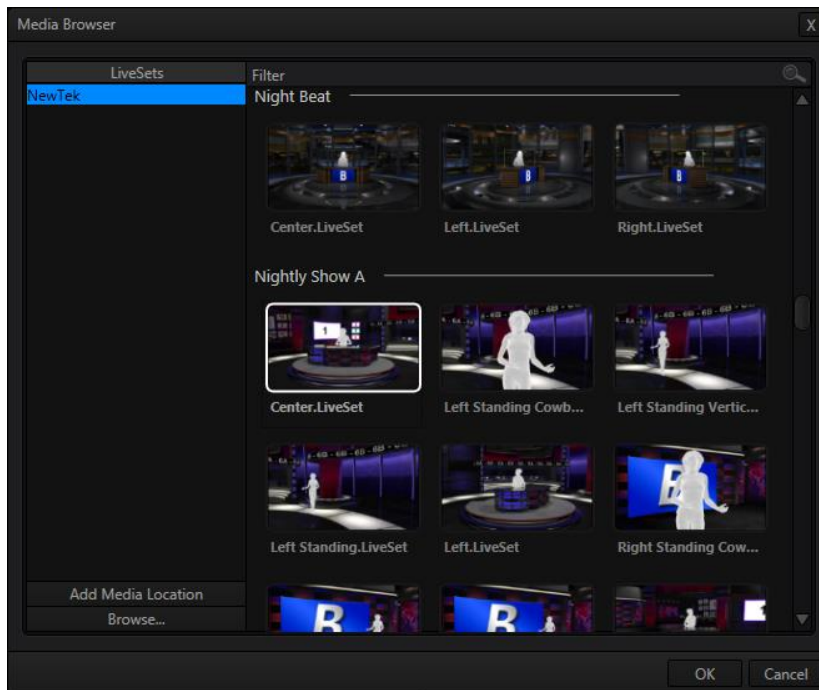 Media Browser
X
LiveSets
Filter
NewTek
Night Beat
B
B
B
Center.LiveSet
Left.LiveSet
Right.LiveSet
Nightly Show A
1
Center.LiveSet
Left Standing Cowb...
Left Standing Vertic...
B
Left Standing.LiveSet
Left.LiveSet
Right Standing Cow...
B
B
Add Media Location
Browse...
OK
Cancel